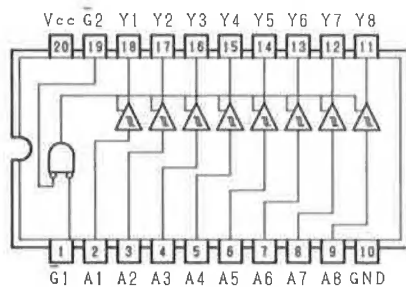 Vcc G̅2 Y1 Y2 Y3 Y4 Y5 Y6 Y7 Y8
20 19 18 17 16 15 14 13 12 11
1 2 3 4 5 6 7 8 9 10
G̅1 A1 A2 A3 A4 A5 A6 A7 A8 GND